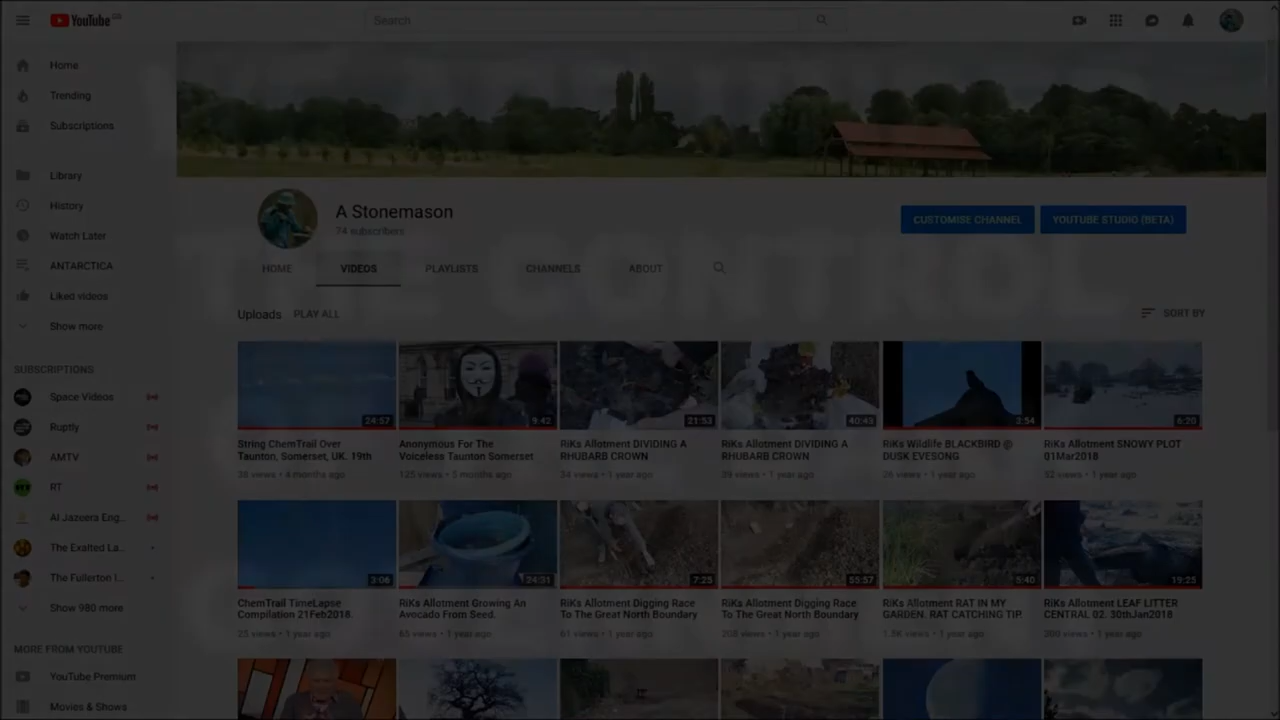 YouTube GB
Search
Home
Trending
Subscriptions
Library
History
Watch Later
ANTARCTICA
Liked videos
Show more
SUBSCRIPTIONS
Space Videos
Ruptly
AMTV
RT
Al Jazeera Eng...
The Exalted La...
The Fullerton I...
Show 980 more
MORE FROM YOUTUBE
YouTube Premium
Movies & Shows
A Stonemason
74 subscribers
CUSTOMISE CHANNEL
YOUTUBE STUDIO (BETA)
HOME VIDEOS PLAYLISTS CHANNELS ABOUT
THE CONTROL
Uploads PLAY ALL
SORT BY
24:57
9:42
21:53
40:43
2:54
6:20
String ChemTrail Over
Taunton, Somerset, UK. 19th
38 views • 4 months ago
Anonymous For The
Voiceless Taunton Somerset
125 views • 5 months ago
RiKs Allotment DIVIDING A
RHUBARB CROWN
34 views • 1 year ago
RiKs Allotment DIVIDING A
RHUBARB CROWN
39 views • 1 year ago
RiKs Wildlife BLACKBIRD @
DUSK EVESONG
26 views • 1 year ago
RiKs Allotment SNOWY PLOT
01Mar2018
32 views • 1 year ago
3:06
24:31
7:25
55:57
5:40
19:25
ChemTrail TimeLapse
Compilation 21Feb2018.
25 views • 1 year ago
RiKs Allotment Growing An
Avocado From Seed.
65 views • 1 year ago
RiKs Allotment Digging Race
To The Great North Boundary
61 views • 1 year ago
RiKs Allotment Digging Race
To The Great North Boundary
208 views • 1 year ago
RiKs Allotment RAT IN MY
GARDEN. RAT CATCHING TIP.
1.8K views • 1 year ago
RiKs Allotment LEAF LITTER
CENTRAL 02. 30thJan2018
200 views • 1 year ago